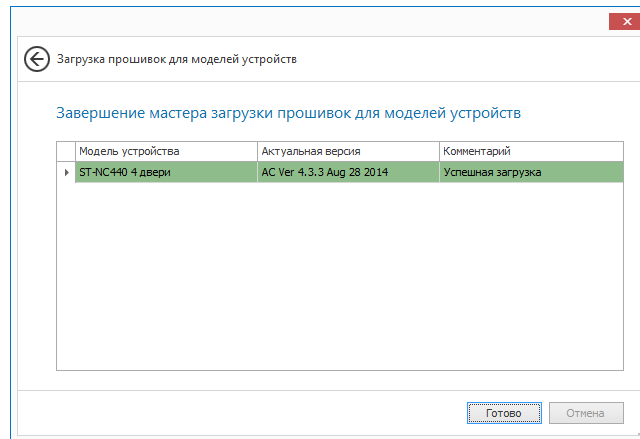 Загрузка прошивок для моделей устройств
Завершение мастера загрузки прошивок для моделей устройств
Модель устройства Актуальная версия Комментарий
ST-NC440 4 двери AC Ver 4.3.3 Aug 28 2014 Успешная загрузка
Готово Отмена